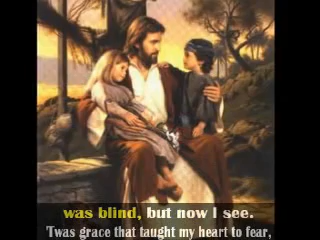 was blind, but now I see.
'Twas grace that taught my heart to fear,